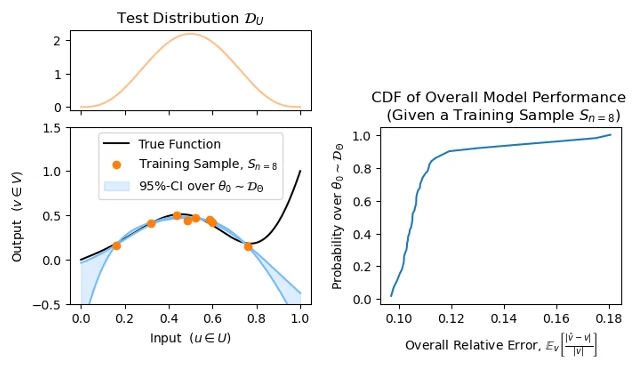 Test Distribution 𝒟_U
2
1
0
1.5
1.0
0.5
0.0
−0.5
Output (v ∈ V)
True Function
Training Sample, S_{n=8}
95%-CI over θ₀ ~ 𝒟_Θ
0.0 0.2 0.4 0.6 0.8 1.0
Input (u ∈ U)
CDF of Overall Model Performance
(Given a Training Sample S_{n=8})
1.0
0.8
0.6
0.4
0.2
0.0
Probability over θ₀ ~ 𝒟_Θ
0.10 0.12 0.14 0.16 0.18
Overall Relative Error, 𝔼_v[|v̂ − v| / |v|]